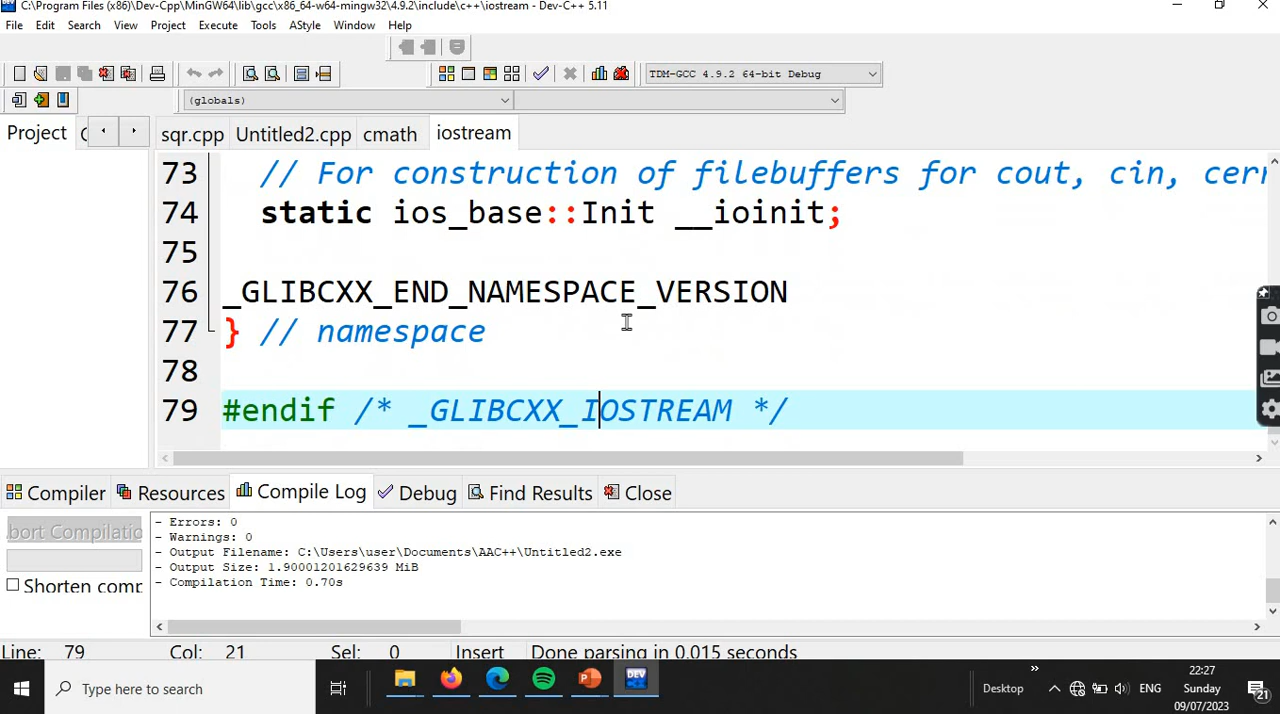 C:\Program Files (x86)\Dev-Cpp\MinGW64\lib\gcc\x86_64-w64-mingw32\4.9.2\include\c++\iostream - Dev-C++ 5.11
File Edit Search View Project Execute Tools AStyle Window Help
TDM-GCC 4.9.2 64-bit Debug
(globals)
Project sqr.cpp Untitled2.cpp cmath iostream
73 // For construction of filebuffers for cout, cin, cerr
74 static ios_base::Init __ioinit;
75
76 _GLIBCXX_END_NAMESPACE_VERSION
77 } // namespace
78
79 #endif /* _GLIBCXX_IOSTREAM */
Compiler Resources Compile Log Debug Find Results Close
bort Compilatio
Shorten comp
- Errors: 0
- Warnings: 0
- Output Filename: C:\Users\user\Documents\AAC++\Untitled2.exe
- Output Size: 1.90001201629639 MiB
- Compilation Time: 0.70s
Line: 79 Col: 21 Sel: 0 Insert Done parsing in 0.015 seconds
DEV
Type here to search
Desktop
ENG
22:27
Sunday
09/07/2023
21